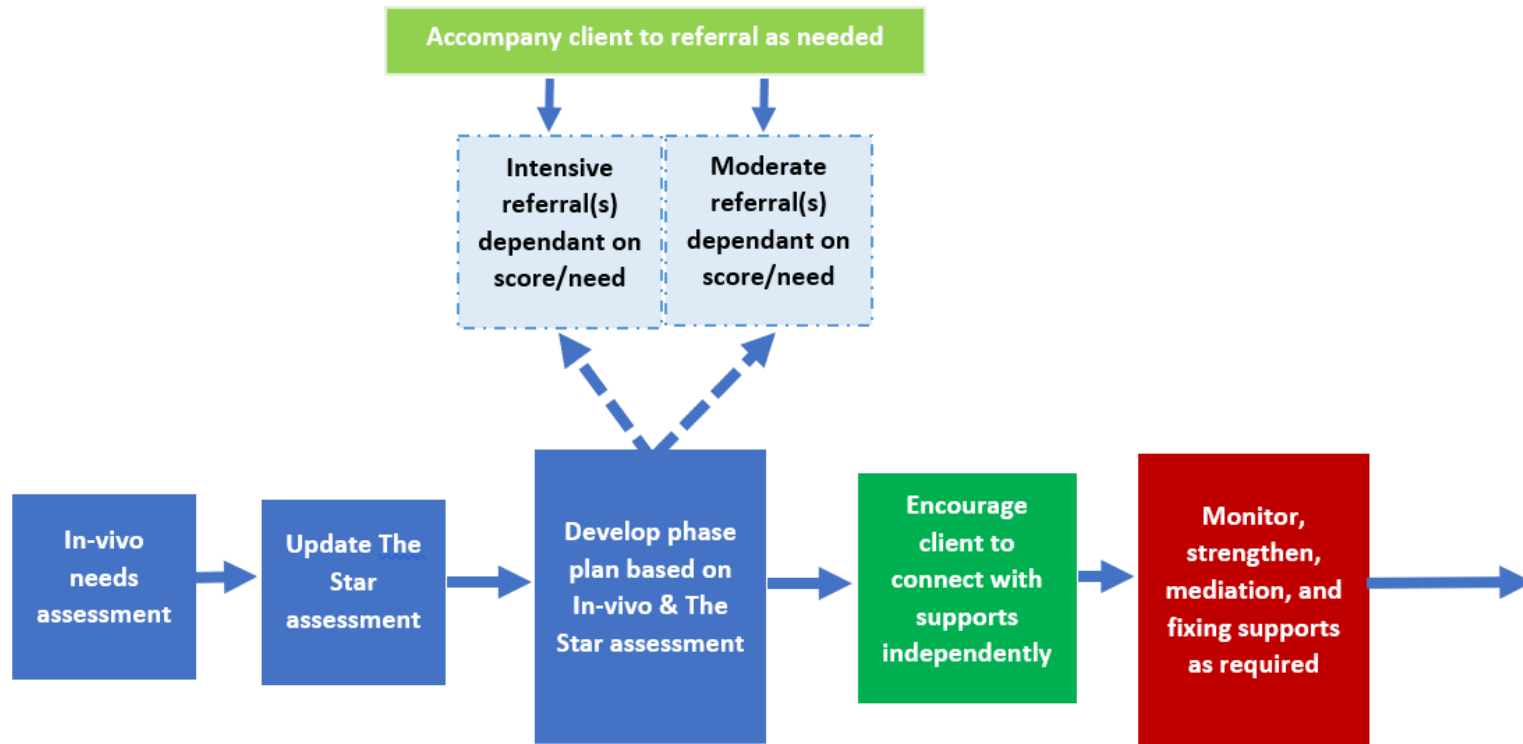 Accompany client to referral as needed
Intensive
referral(s)
dependant on
score/need
Moderate
referral(s)
dependant on
score/need
In-vivo
needs
assessment
Update The
Star
assessment
Develop phase
plan based on
In-vivo & The
Star assessment
Encourage
client to
connect with
supports
independently
Monitor,
strengthen,
mediation, and
fixing supports
as required